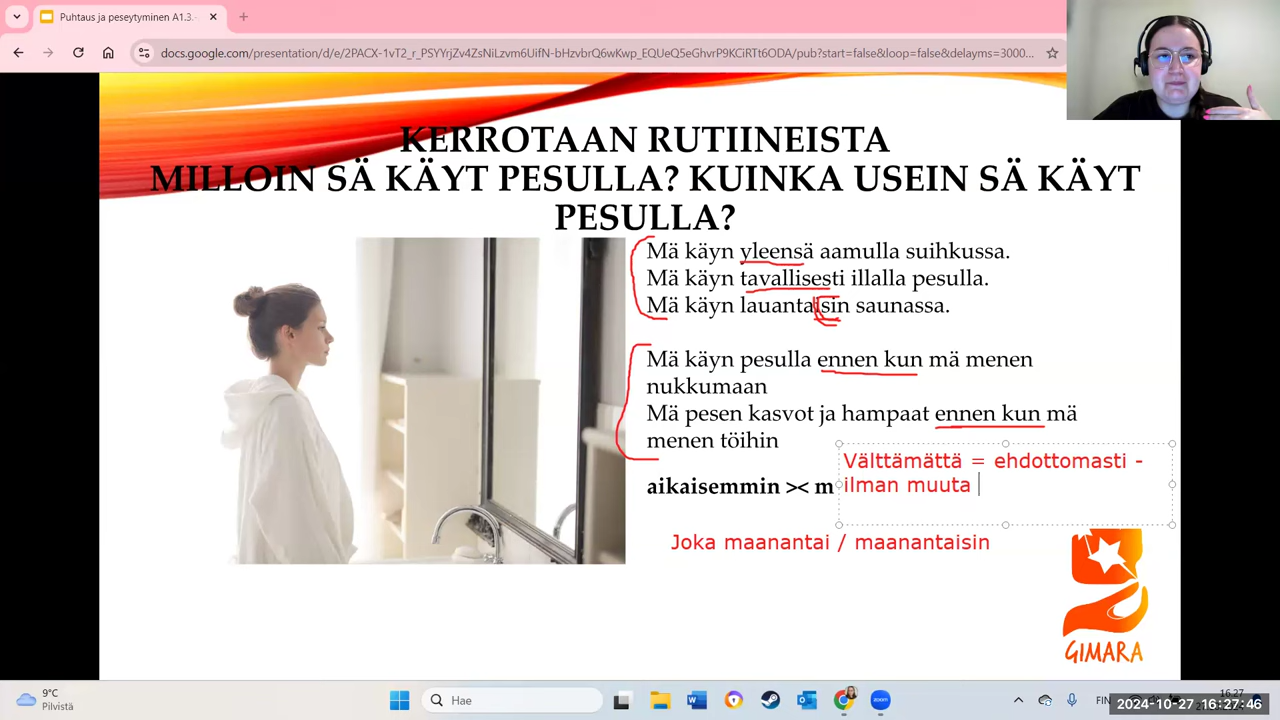 Puhtaus ja peseytyminen A1.3.
docs.google.com/presentation/d/e/2PACX-1vT2_r_PSYYrjZv4ZsNiLzvm6UifN-bHzvbrQ6wKwp_EQUeQ5eGhvrP9KCiRTt6ODA/pub?start=false&loop=false&delayms=3000...
KERROTAAN RUTIINEISTA
MILLOIN SÄ KÄYT PESULLA? KUINKA USEIN SÄ KÄYT
PESULLA?
Mä käyn yleensä aamulla suihkussa.
Mä käyn tavallisesti illalla pesulla.
Mä käyn lauantaisin saunassa.
Mä käyn pesulla ennen kun mä menen
nukkumaan
Mä pesen kasvot ja hampaat ennen kun mä
menen töihin
Välttämättä = ehdottomasti -
ilman muuta
aikaisemmin >< m
Joka maanantai / maanantaisin
GIMARA
9°C
Pilvistä
Hae
FIN
16.27
2024-10-27 16:27:46